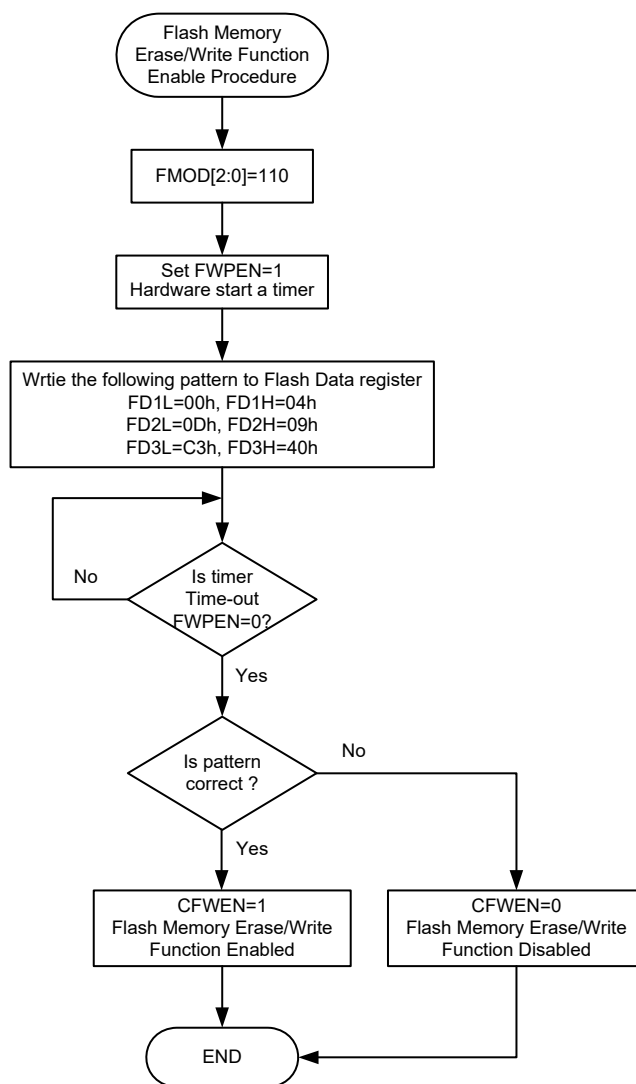 Flash Memory
Erase/Write Function
Enable Procedure
FMOD[2:0]=110
Set FWPEN=1
Hardware start a timer
Wrtie the following pattern to Flash Data register
FD1L=00h, FD1H=04h
FD2L=0Dh, FD2H=09h
FD3L=C3h, FD3H=40h
No
Is timer
Time-out
FWPEN=0?
Yes
Is pattern
correct ?
No
Yes
CFWEN=1
Flash Memory Erase/Write
Function Enabled
CFWEN=0
Flash Memory Erase/Write
Function Disabled
END